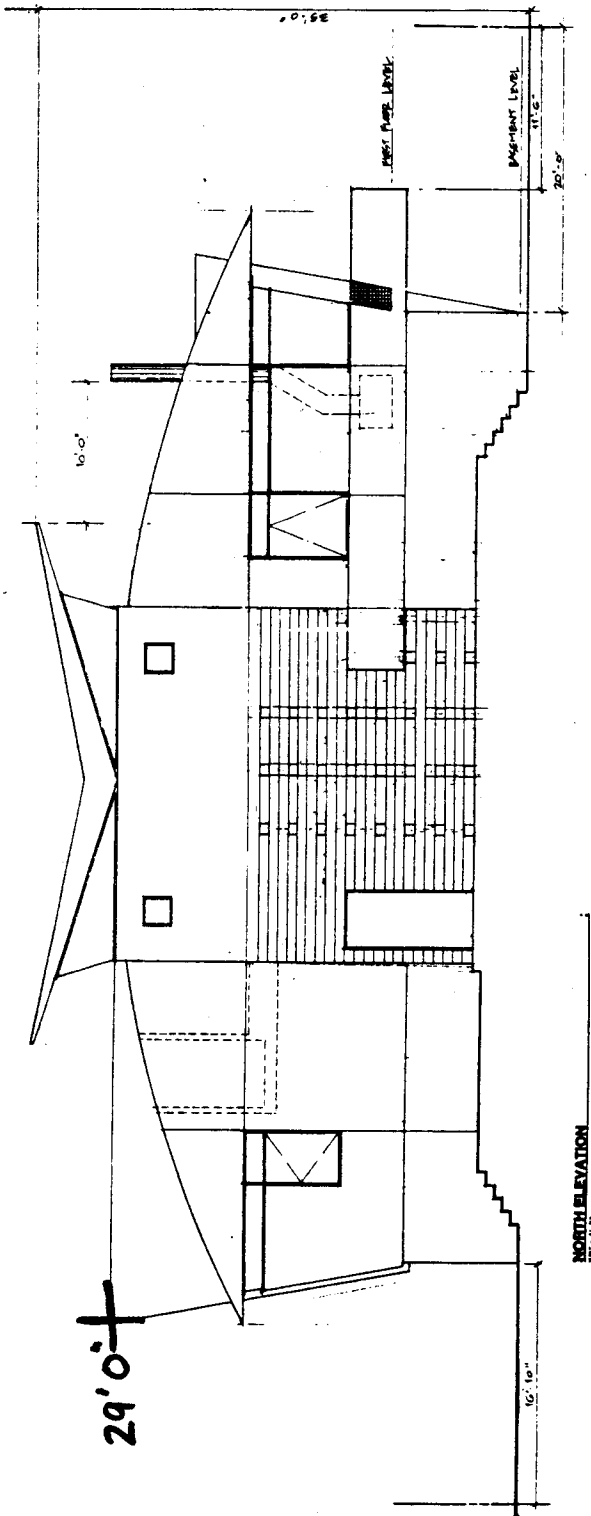 29' 0"
35'-0"
10'-0"
FIRST FLOOR LEVEL
BASEMENT LEVEL
11'-6"
20'-0"
16'-10"
NORTH ELEVATION